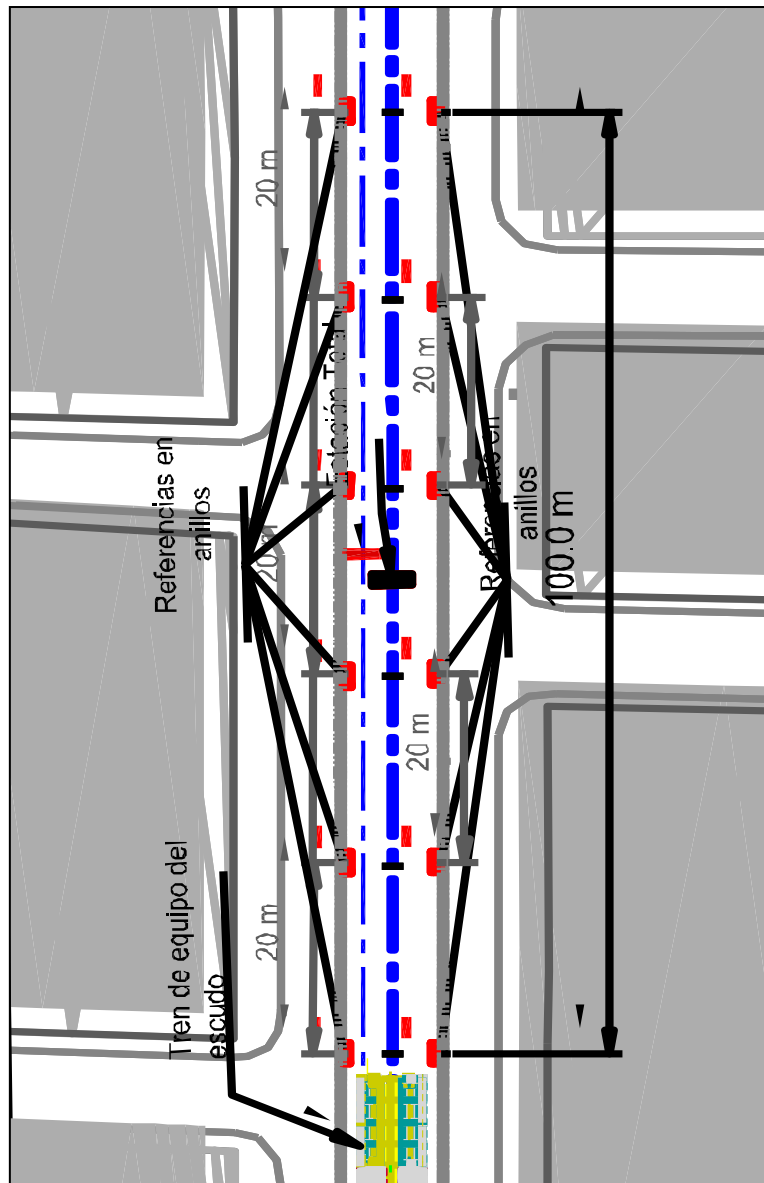 20 m
Estación Total
20 m
Referencias en
anillos
Referencias en
anillos
100.0 m
20 m
20 m
Tren de equipo del
escudo
20 m